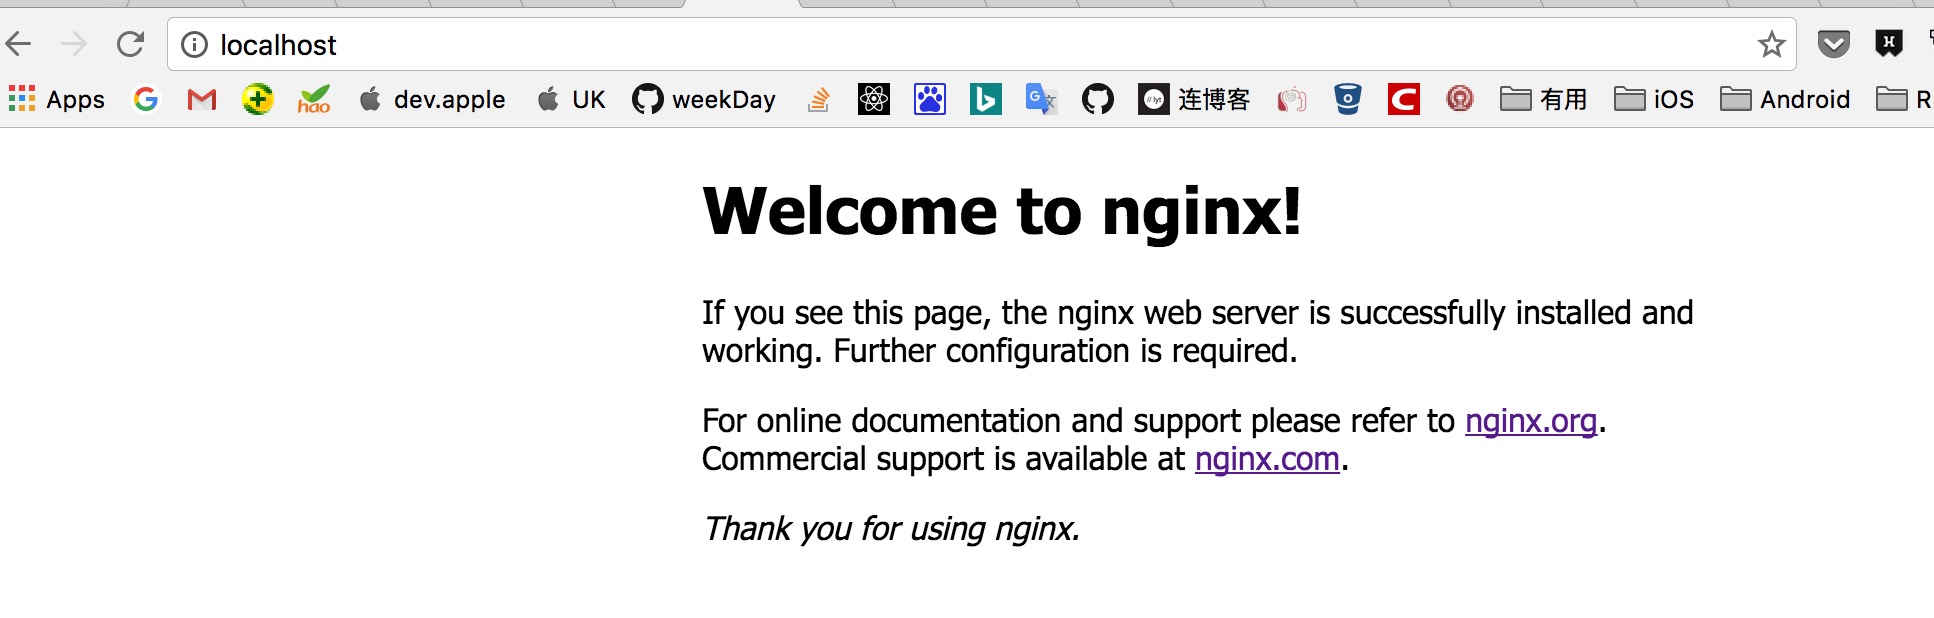 localhost
Apps hao dev.apple UK weekDay // lyt 连博客 有用 iOS Android R
Welcome to nginx!
If you see this page, the nginx web server is successfully installed and
working. Further configuration is required.
For online documentation and support please refer to nginx.org.
Commercial support is available at nginx.com.
Thank you for using nginx.